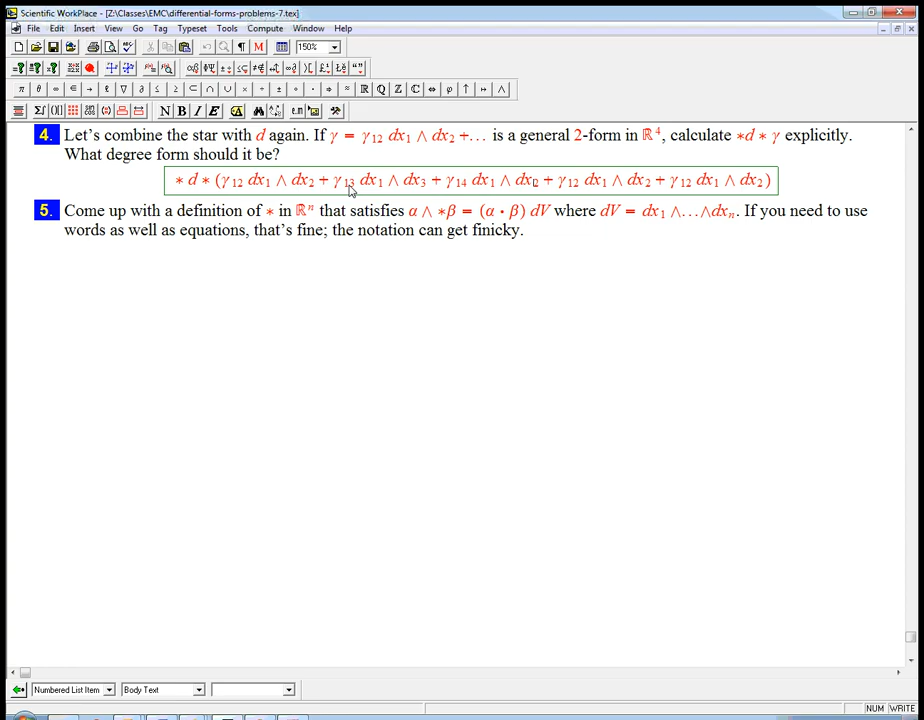 Scientific WorkPlace - [Z:\Classes\EMC\differential-forms-problems-7.tex]
File Edit Insert View Go Tag Typeset Tools Compute Window Help
150%
N B I E
4. Let's combine the star with d again. If γ = γ₁₂ dx₁ ∧ dx₂ +… is a general 2-form in ℝ⁴, calculate *d * γ explicitly.
What degree form should it be?
* d * (γ₁₂ dx₁ ∧ dx₂ + γ₁₃ dx₁ ∧ dx₃ + γ₁₄ dx₁ ∧ dx₂ + γ₁₂ dx₁ ∧ dx₂ + γ₁₂ dx₁ ∧ dx₂)
5. Come up with a definition of * in ℝⁿ that satisfies α ∧ *β = (α · β) dV where dV = dx₁ ∧…∧dxₙ. If you need to use
words as well as equations, that's fine; the notation can get finicky.
Numbered List Item Body Text
NUM WRITE